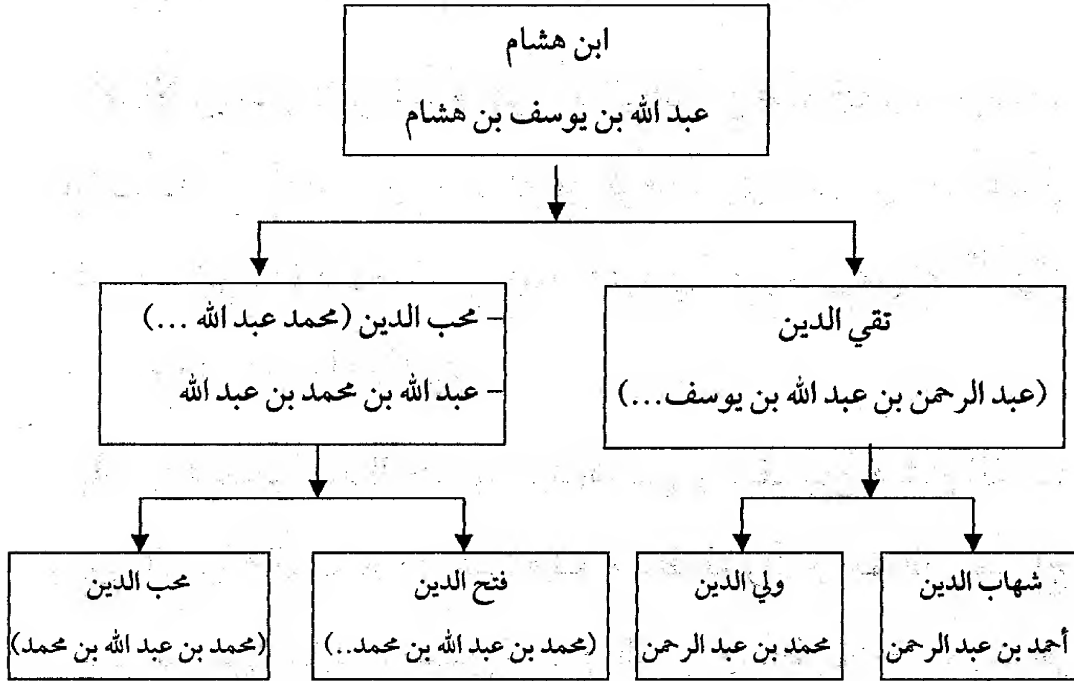 ابن هشام
عبد الله بن يوسف بن هشام
تقي الدين
(عبد الرحمن بن عبد الله بن يوسف...)
– محب الدين (محمد عبد الله ...)
– عبد الله بن محمد بن عبد الله
شهاب الدين
أحمد بن عبد الرحمن
ولي الدين
محمد بن عبد الرحمن
فتح الدين
(محمد بن عبد الله بن محمد..)
محب الدين
(محمد بن عبد الله بن محمد)